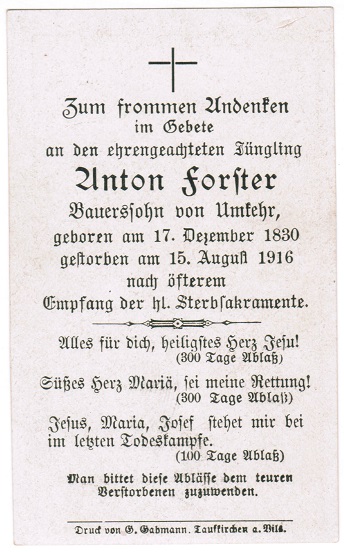 Zum frommen Andenken
im Gebete
an den ehrengeachteten Jüngling
Anton Forster
Bauerssohn von Umkehr,
geboren am 17. Dezember 1830
gestorben am 15. August 1916
nach öfterem
Empfang der hl. Sterbsakramente.
Alles für dich, heiligstes Herz Jesu!
(300 Tage Ablaß)
Süßes Herz Mariä, sei meine Rettung!
(300 Tage Ablaß)
Jesus, Maria, Josef stehet mir bei
im letzten Todeskampfe.
(100 Tage Ablaß)
Man bittet diese Ablässe dem teuren
Verstorbenen zuzuwenden.
Druck von G. Gaßmann, Taufkirchen a. Vils.